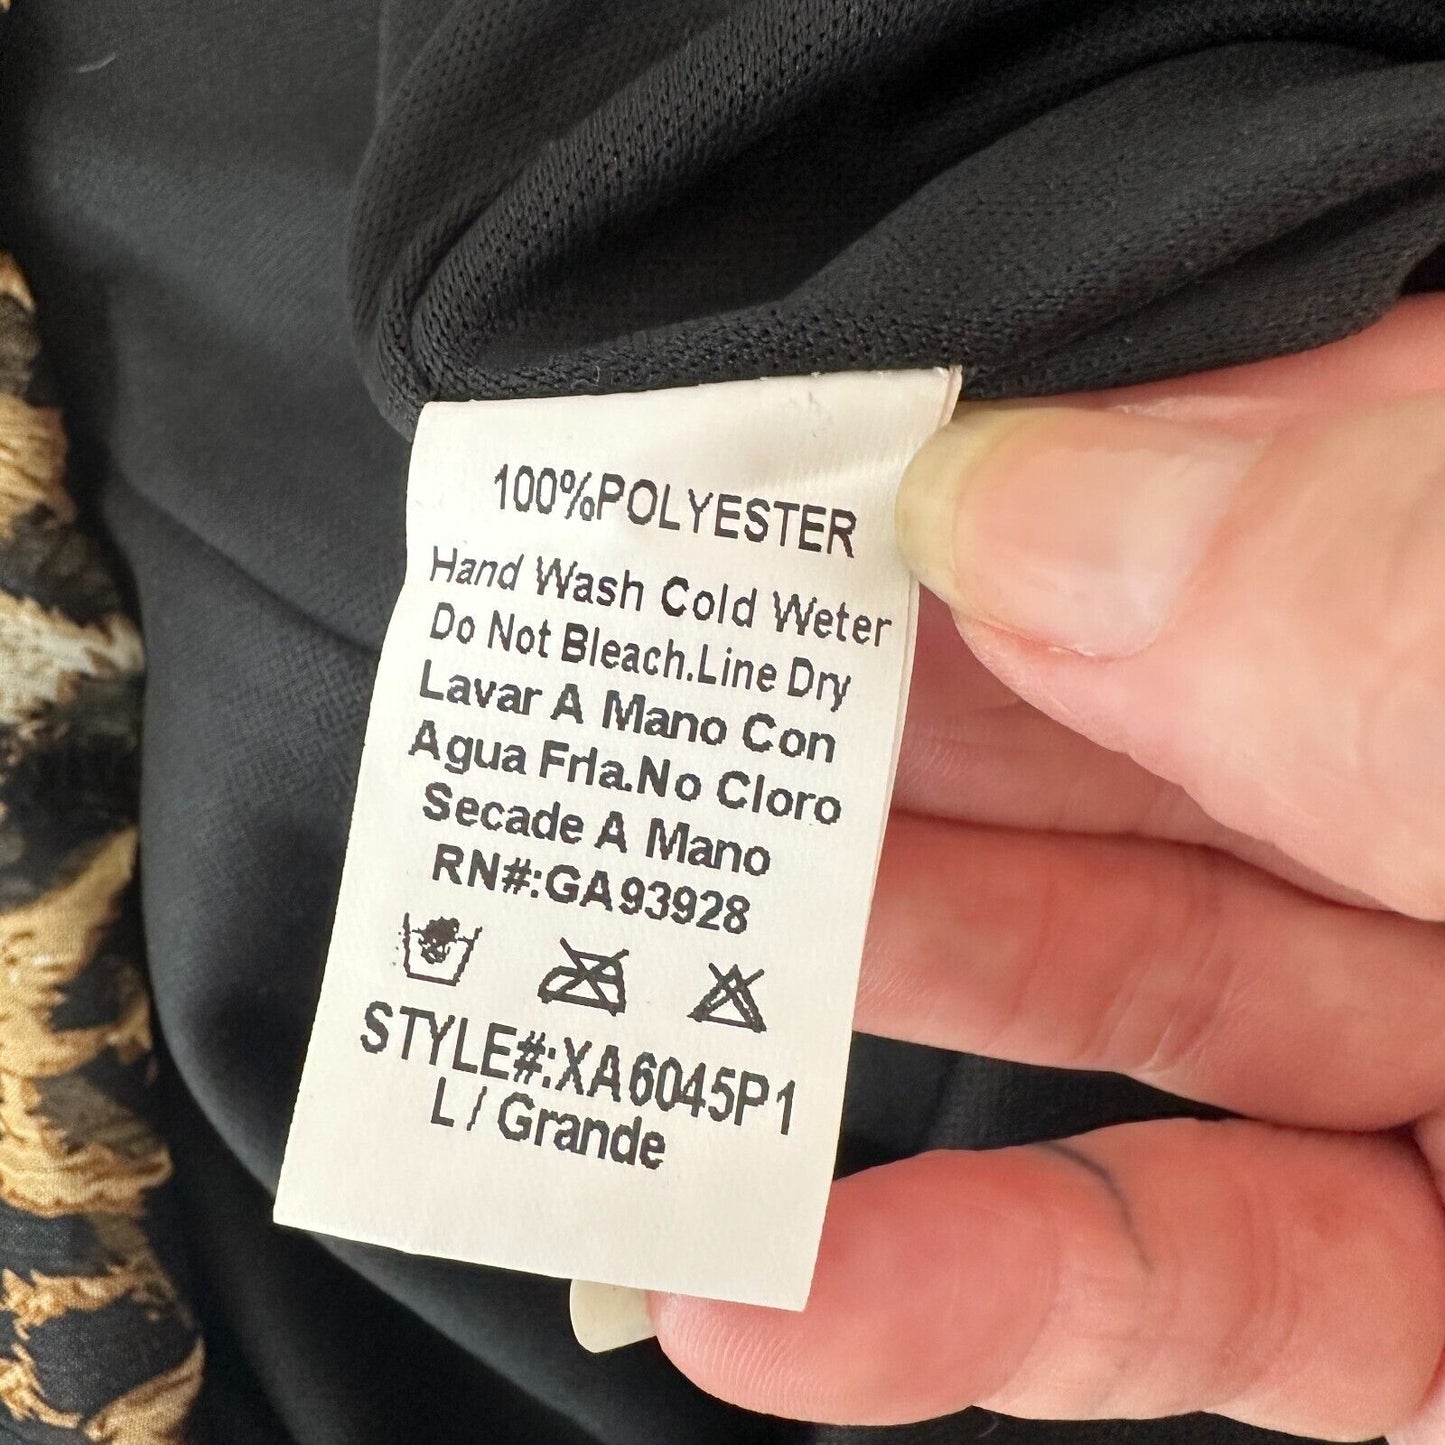 100%POLYESTER
Hand Wash Cold Weter
Do Not Bleach.Line Dry
Lavar A Mano Con
Agua Frla.No Cloro
Secade A Mano
RN#:GA93928
STYLE#:XA6045P1
L / Grande